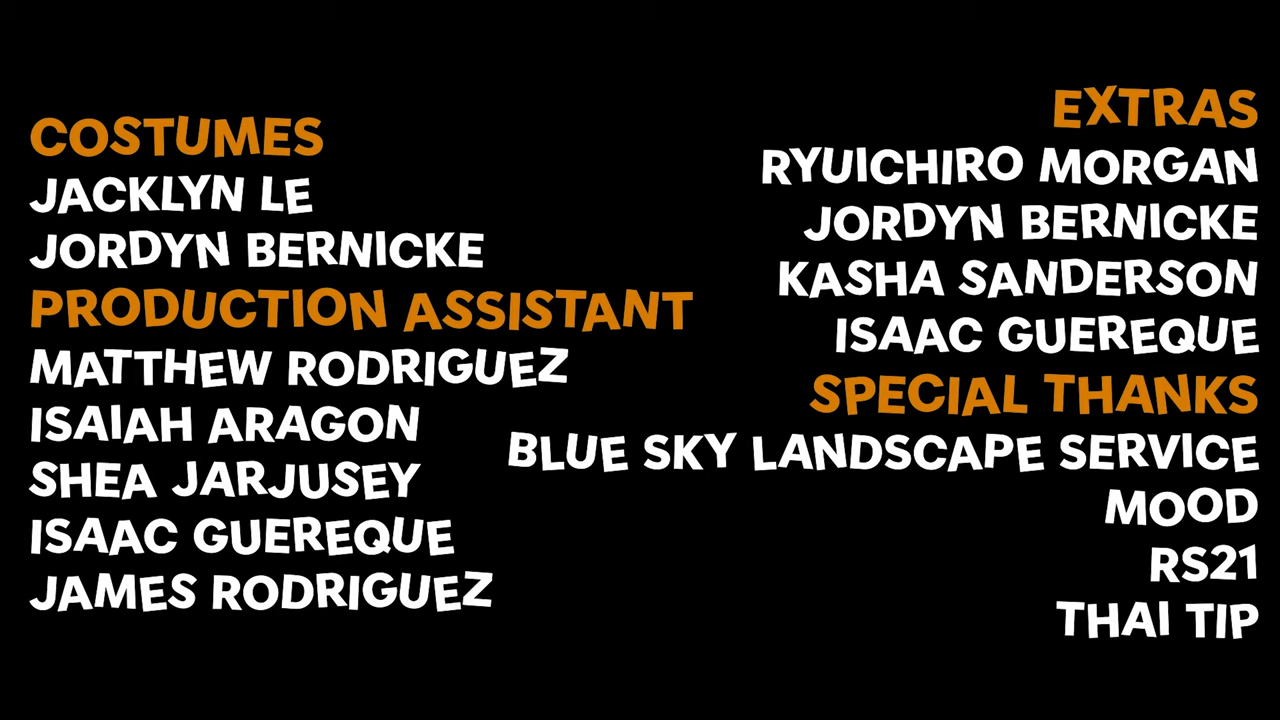 COSTUMES
JACKLYN LE
JORDYN BERNICKE
PRODUCTION ASSISTANT
MATTHEW RODRIGUEZ
ISAIAH ARAGON
SHEA JARJUSEY
ISAAC GUEREQUE
JAMES RODRIGUEZ
EXTRAS
RYUICHIRO MORGAN
JORDYN BERNICKE
KASHA SANDERSON
ISAAC GUEREQUE
SPECIAL THANKS
BLUE SKY LANDSCAPE SERVICE
MOOD
RS21
THAI TIP